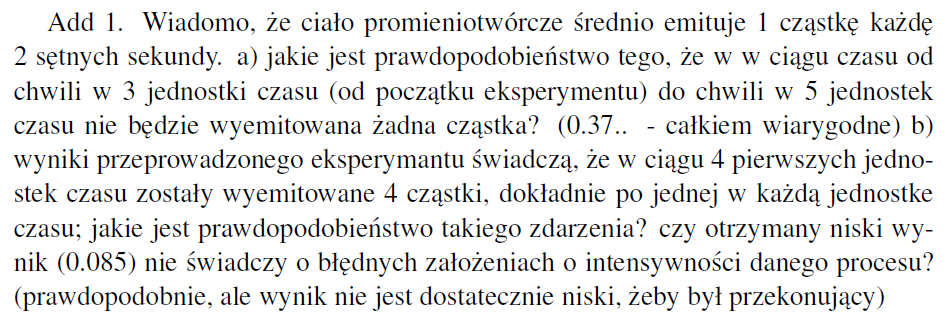 Add 1. Wiadomo, że ciało promieniotwórcze średnio emituje 1 cząstkę każdę
2 sętnych sekundy. a) jakie jest prawdopodobieństwo tego, że w w ciągu czasu od
chwili w 3 jednostki czasu (od początku eksperymentu) do chwili w 5 jednostek
czasu nie będzie wyemitowana żadna cząstka? (0.37.. - całkiem wiarygodne) b)
wyniki przeprowadzonego eksperymantu świadczą, że w ciągu 4 pierwszych jedno-
stek czasu zostały wyemitowane 4 cząstki, dokładnie po jednej w każdą jednostke
czasu; jakie jest prawdopodobieństwo takiego zdarzenia? czy otrzymany niski wy-
nik (0.085) nie świadczy o błędnych założeniach o intensywności danego procesu?
(prawdopodobnie, ale wynik nie jest dostatecznie niski, żeby był przekonujący)